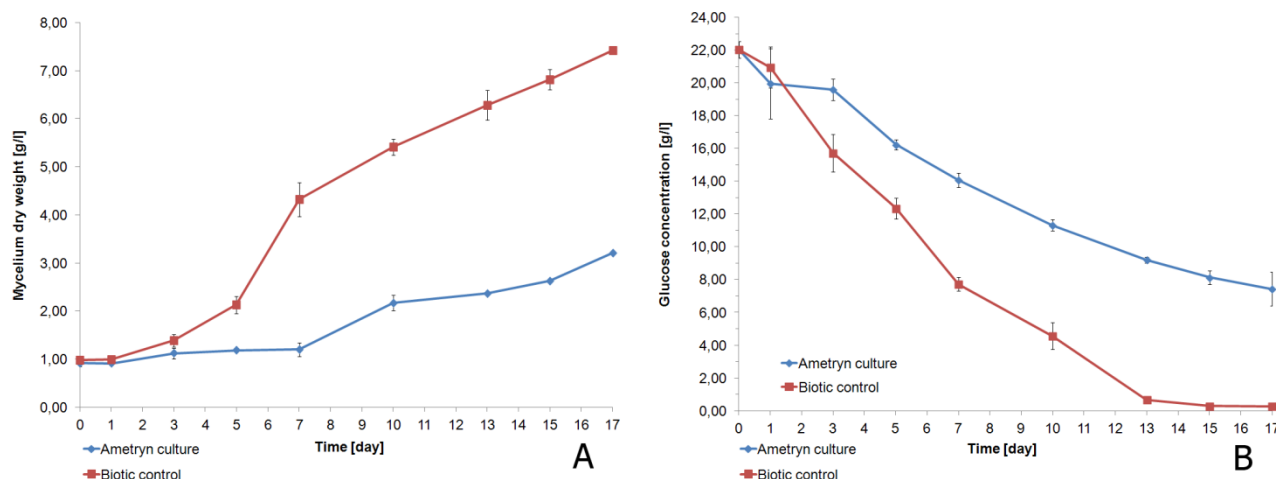 8,00
7,00
6,00
5,00
4,00
3,00
2,00
1,00
0,00
Mycelium dry weight [g/l]
0 1 2 3 4 5 6 7 8 9 10 11 12 13 14 15 16 17
Time [day]
Ametryn culture
Biotic control
A
24,00
22,00
20,00
18,00
16,00
14,00
12,00
10,00
8,00
6,00
4,00
2,00
0,00
Glucose concentration [g/l]
Ametryn culture
Biotic control
0 1 2 3 4 5 6 7 8 9 10 11 12 13 14 15 16 17
Time [day]
Ametryn culture
Biotic control
B